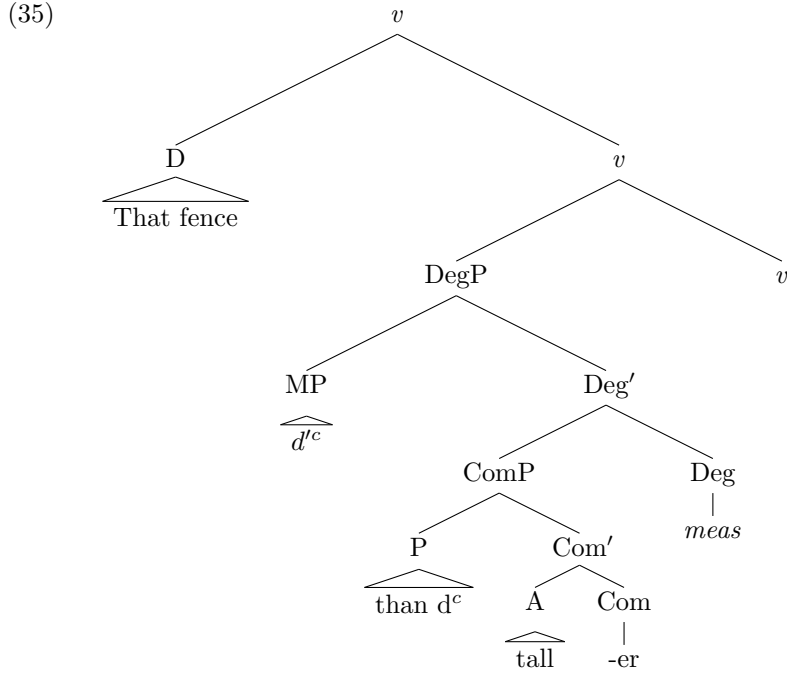 (35)
v
D
v
That fence
DegP
v
MP
Deg′
d′ᶜ
ComP
Deg
meas
P
Com′
than dᶜ
A
Com
tall
-er